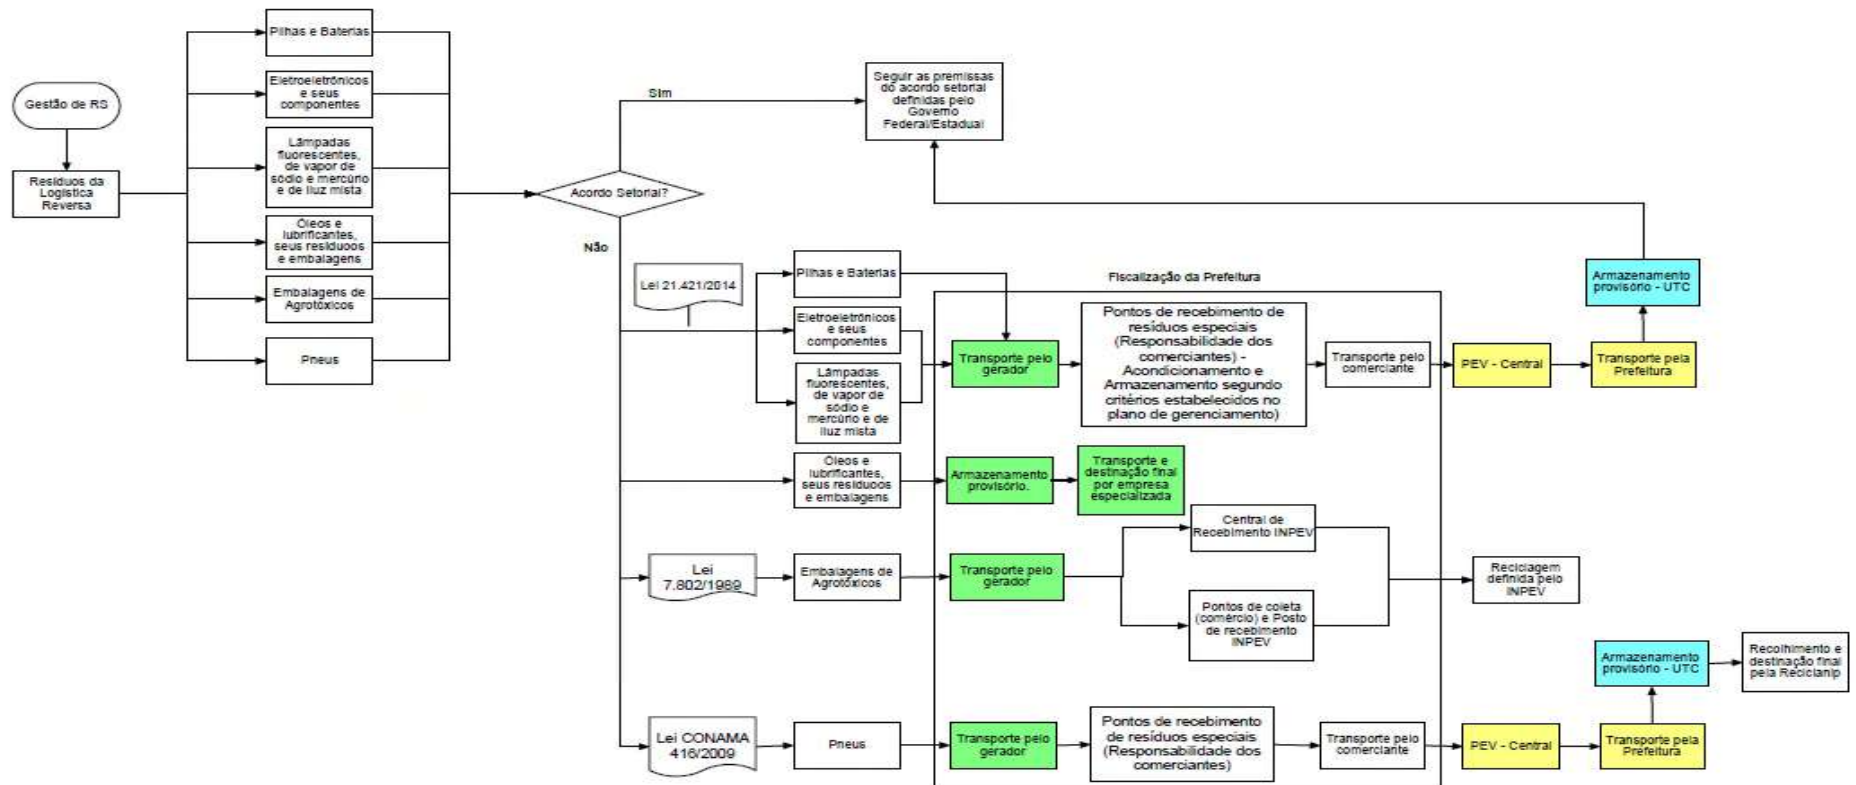 Gestão de RS
Resíduos da
Logística
Reversa
Pilhas e Baterias
Eletroeletrônicos
e seus
componentes
Lâmpadas
fluorescentes,
de vapor de
sódio e mercúrio
e de lluz mista
Óleos e
lubrificantes,
seus resíduoos
e embalagens
Embalagens de
Agrotóxicos
Pneus
Acordo Setorial?
Sim
Seguir as premissas
do acordo setorial
definidas pelo
Governo
Federal/Estadual
Não
Lei 21.421/2014
Pilhas e Baterias
Eletroeletrônicos
e seus
componentes
Lâmpadas
fluorescentes,
de vapor de
sódio e
mercúrio e de
lluz mista
Fiscalização da Prefeitura
Transporte pelo
gerador
Pontos de recebimento de
resíduos especiais
(Responsabilidade dos
comerciantes) -
Acondicionamento e
Armazenamento segundo
critérios estabelecidos no
plano de gerenciamento)
Transporte pelo
comerciante
PEV - Central
Transporte pela
Prefeitura
Armazenamento
provisório - UTC
Óleos e
lubrificantes,
seus resíduoos
e embalagens
Armazenamento
provisório.
Transporte e
destinação final
por empresa
especializada
Lei
7.802/1989
Embalagens de
Agrotóxicos
Transporte pelo
gerador
Central de
Recebimento INPEV
Pontos de coleta
(comércio) e Posto
de recebimento
INPEV
Reciclagem
definida pelo
INPEV
Lei CONAMA
416/2009
Pneus
Transporte pelo
gerador
Pontos de recebimento
de resíduos especiais
(Responsabilidade dos
comerciantes)
Transporte pelo
comerciante
PEV - Central
Transporte pela
Prefeitura
Armazenamento
provisório - UTC
Recolhimento e
destinação final
pela Reciclanip